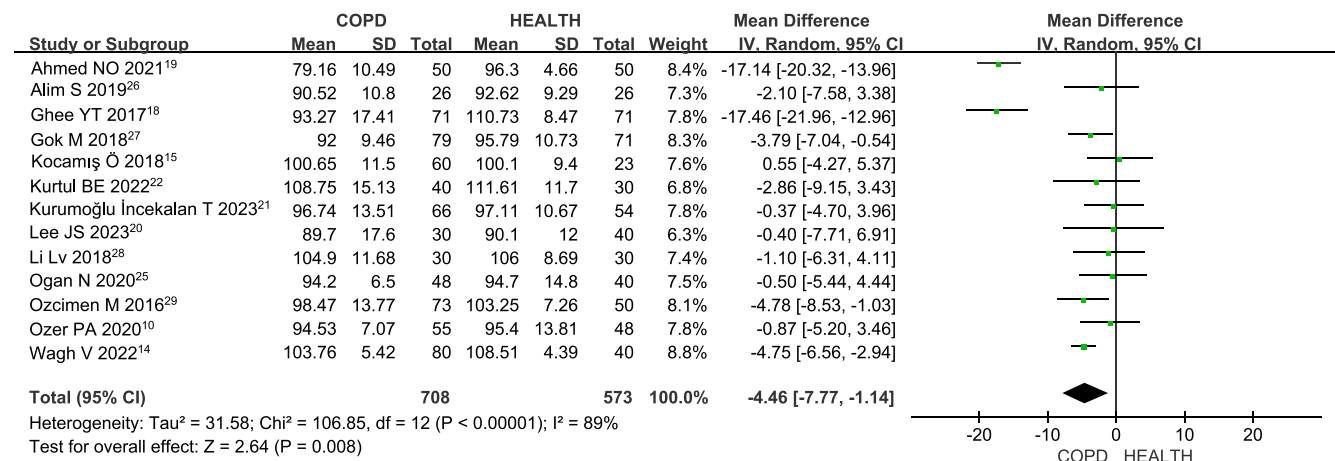 COPD HEALTH Mean Difference Mean Difference
Study or Subgroup Mean SD Total Mean SD Total Weight IV, Random, 95% CI IV, Random, 95% CI
Ahmed NO 2021¹⁹ 79.16 10.49 50 96.3 4.66 50 8.4% -17.14 [-20.32, -13.96]
Alim S 2019²⁶ 90.52 10.8 26 92.62 9.29 26 7.3% -2.10 [-7.58, 3.38]
Ghee YT 2017¹⁸ 93.27 17.41 71 110.73 8.47 71 7.8% -17.46 [-21.96, -12.96]
Gok M 2018²⁷ 92 9.46 79 95.79 10.73 71 8.4% -3.79 [-7.04, -0.54]
Kocamış Ö 2018¹⁵ 100.65 11.5 60 100.1 9.4 23 7.6% 0.55 [-4.27, 5.37]
Kurtul BE 2022²² 108.75 15.13 40 111.61 11.7 30 6.8% -2.86 [-9.15, 3.43]
Kurumoğlu İncekalan T 2023²¹ 96.74 13.51 66 97.11 10.67 54 7.8% -0.37 [-4.70, 3.96]
Lee JS 2023²⁰ 89.7 17.6 30 90.1 12 40 6.3% -0.40 [-7.71, 6.91]
Li Lv 2018²⁸ 104.9 11.68 30 106 8.69 30 7.4% -1.10 [-6.31, 4.11]
Ogan N 2020²⁵ 94.2 6.5 48 94.7 14.8 40 7.5% -0.50 [-5.44, 4.44]
Ozcimen M 2016²⁹ 98.47 13.77 73 103.25 7.26 50 8.1% -4.78 [-8.53, -1.03]
Ozer PA 2020¹⁰ 94.53 7.07 55 95.4 13.81 48 7.8% -0.87 [-5.20, 3.46]
Wagh V 2022¹⁴ 103.76 5.42 80 108.51 4.39 40 8.8% -4.75 [-6.56, -2.94]
Total (95% CI) 708 573 100.0% -4.46 [-7.77, -1.14]
Heterogeneity: Tau² = 31.58; Chi² = 106.85, df = 12 (P < 0.00001); I² = 89%
Test for overall effect: Z = 2.64 (P = 0.008)
-20 -10 0 10 20
COPD HEALTH